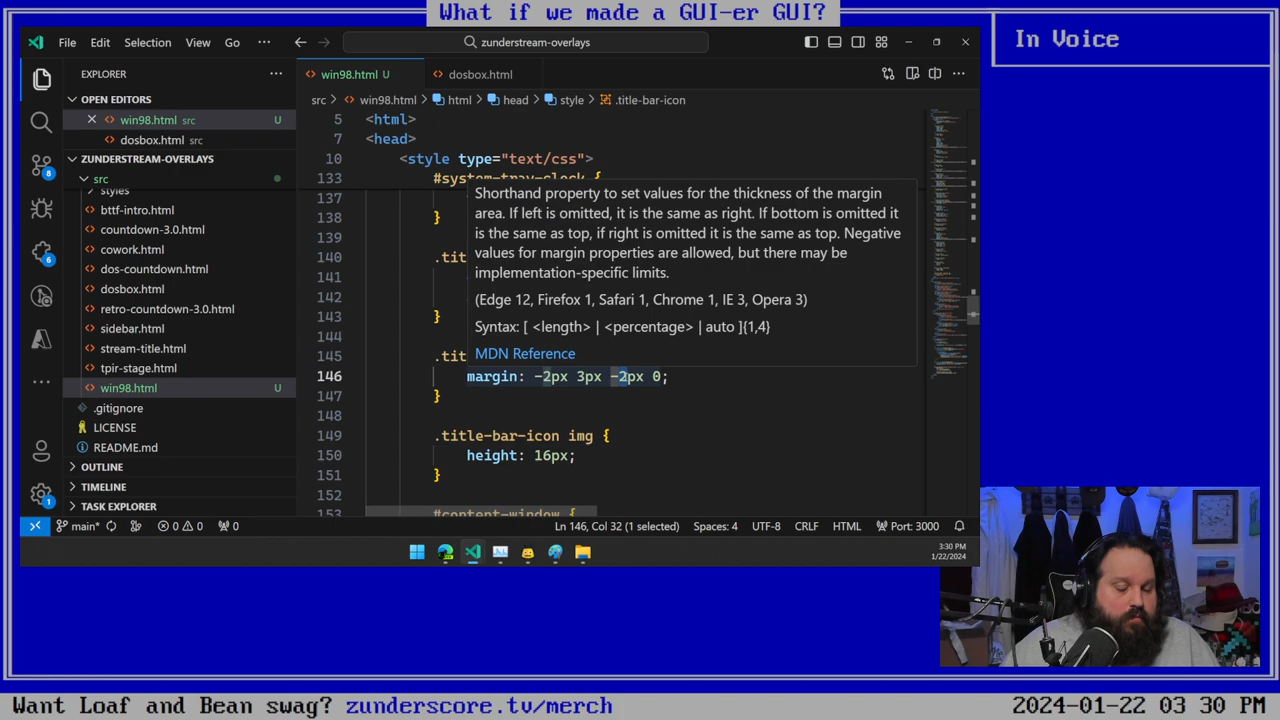 What if we made a GUI-er GUI?
In Voice
File Edit Selection View Go
zunderstream-overlays
EXPLORER
OPEN EDITORS
win98.html src U
dosbox.html src
ZUNDERSTREAM-OVERLAYS
src
styles
bttf-intro.html
countdown-3.0.html
cowork.html
dos-countdown.html
dosbox.html
retro-countdown-3.0.html
sidebar.html
stream-title.html
tpir-stage.html
win98.html U
.gitignore
LICENSE
README.md
OUTLINE
TIMELINE
TASK EXPLORER
8
6
1
win98.html U
dosbox.html
src > win98.html > html > head > style > .title-bar-icon
5 <html>
7 <head>
10 <style type="text/css">
133 #system-tray-clock {
137
138 }
139
140 .tit
141
142
143 }
Shorthand property to set values for the thickness of the margin
area. If left is omitted, it is the same as right. If bottom is omitted it
is the same as top, if right is omitted it is the same as top. Negative
values for margin properties are allowed, but there may be
implementation-specific limits.
(Edge 12, Firefox 1, Safari 1, Chrome 1, IE 3, Opera 3)
Syntax: [ <length> | <percentage> | auto ]{1,4}
MDN Reference
144
145 .tit
146 margin: -2px 3px -2px 0;
147 }
148
149 .title-bar-icon img {
150 height: 16px;
151 }
152
153 #content-window {
main* 0 0 0
Ln 146, Col 32 (1 selected) Spaces: 4 UTF-8 CRLF HTML Port: 3000
3:30 PM
1/22/2024
Want Loaf and Bean swag? zunderscore.tv/merch
2024-01-22 03 30 PM